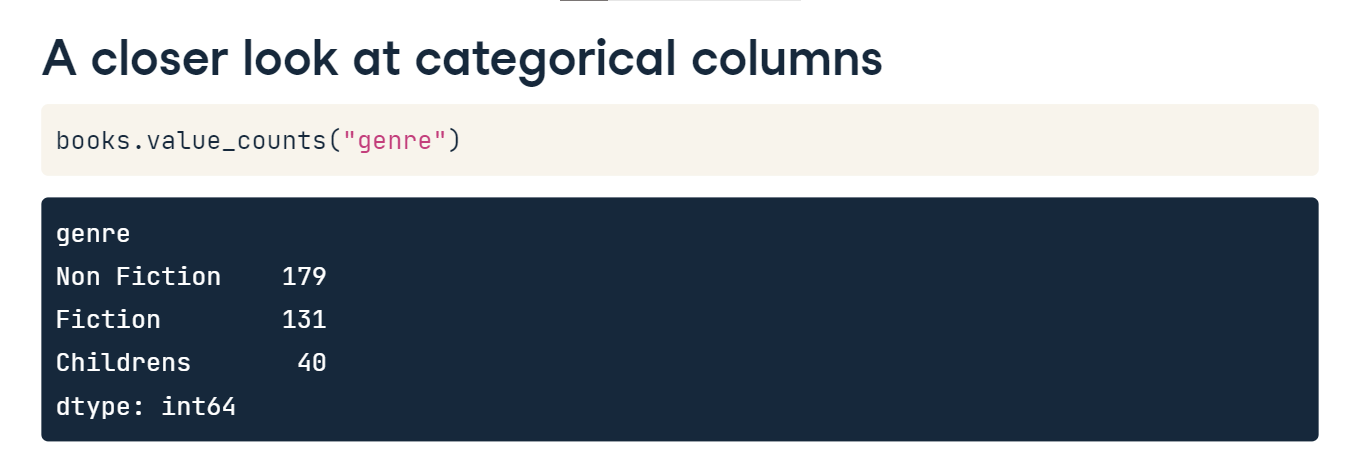 A closer look at categorical columns
books.value_counts("genre")
genre
Non Fiction    179
Fiction        131
Childrens       40
dtype: int64